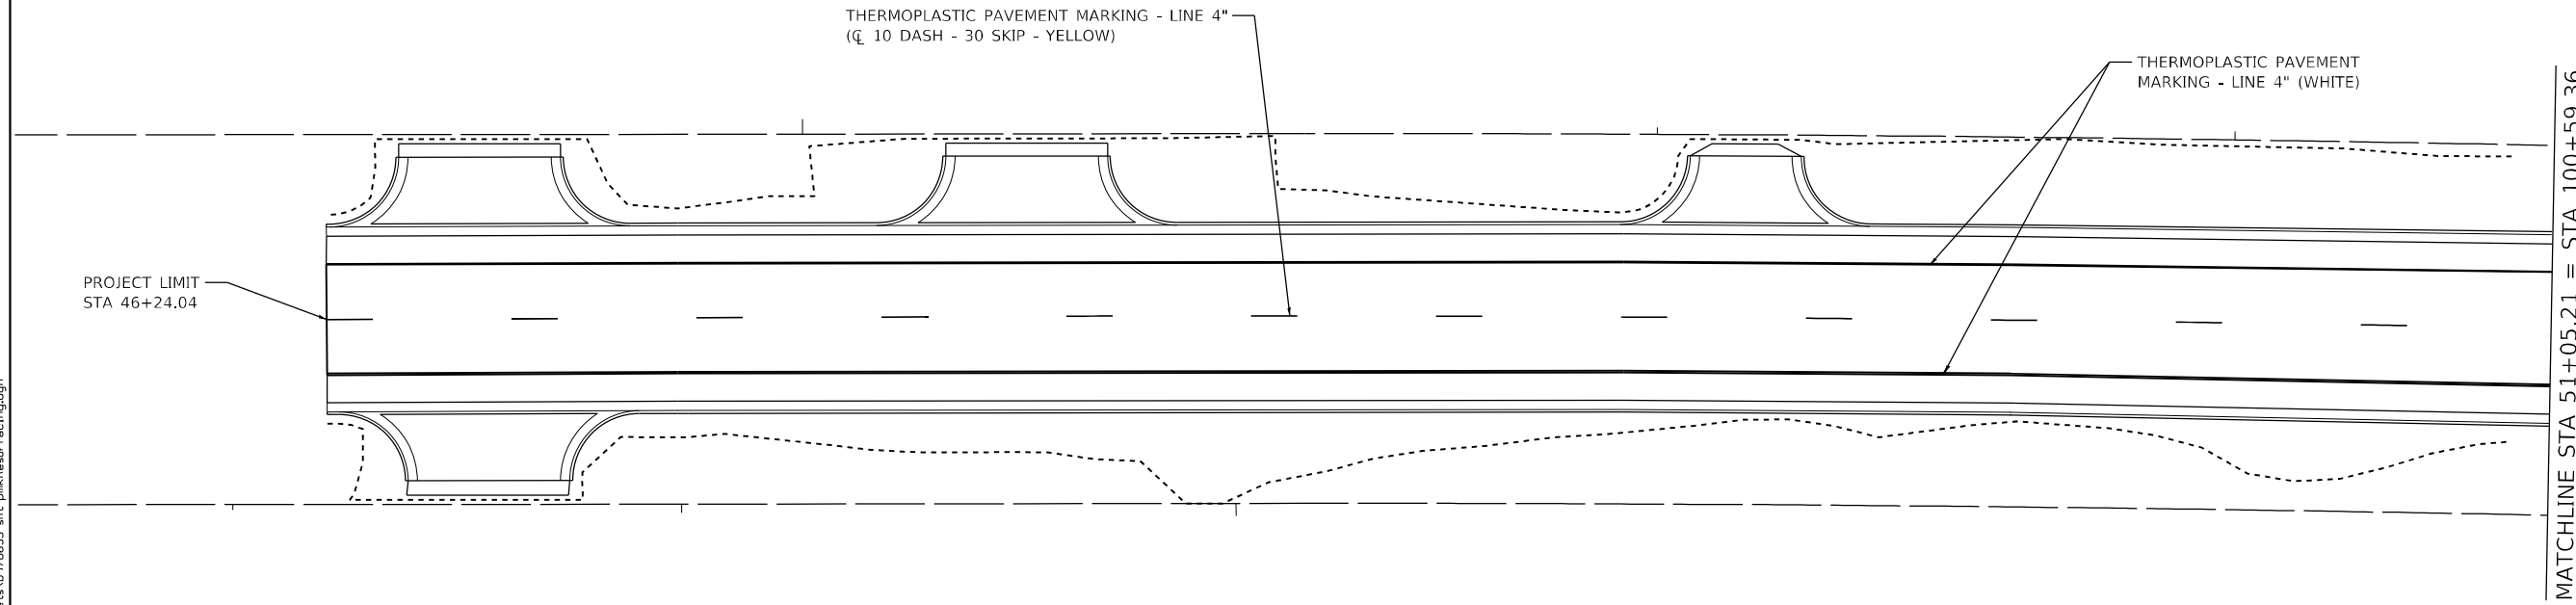 THERMOPLASTIC PAVEMENT MARKING - LINE 4"
(℄ 10 DASH - 30 SKIP - YELLOW)
THERMOPLASTIC PAVEMENT
MARKING - LINE 4" (WHITE)
PROJECT LIMIT
STA 46+24.04
MATCHLINE STA 51+05.21 = STA 100+59.36